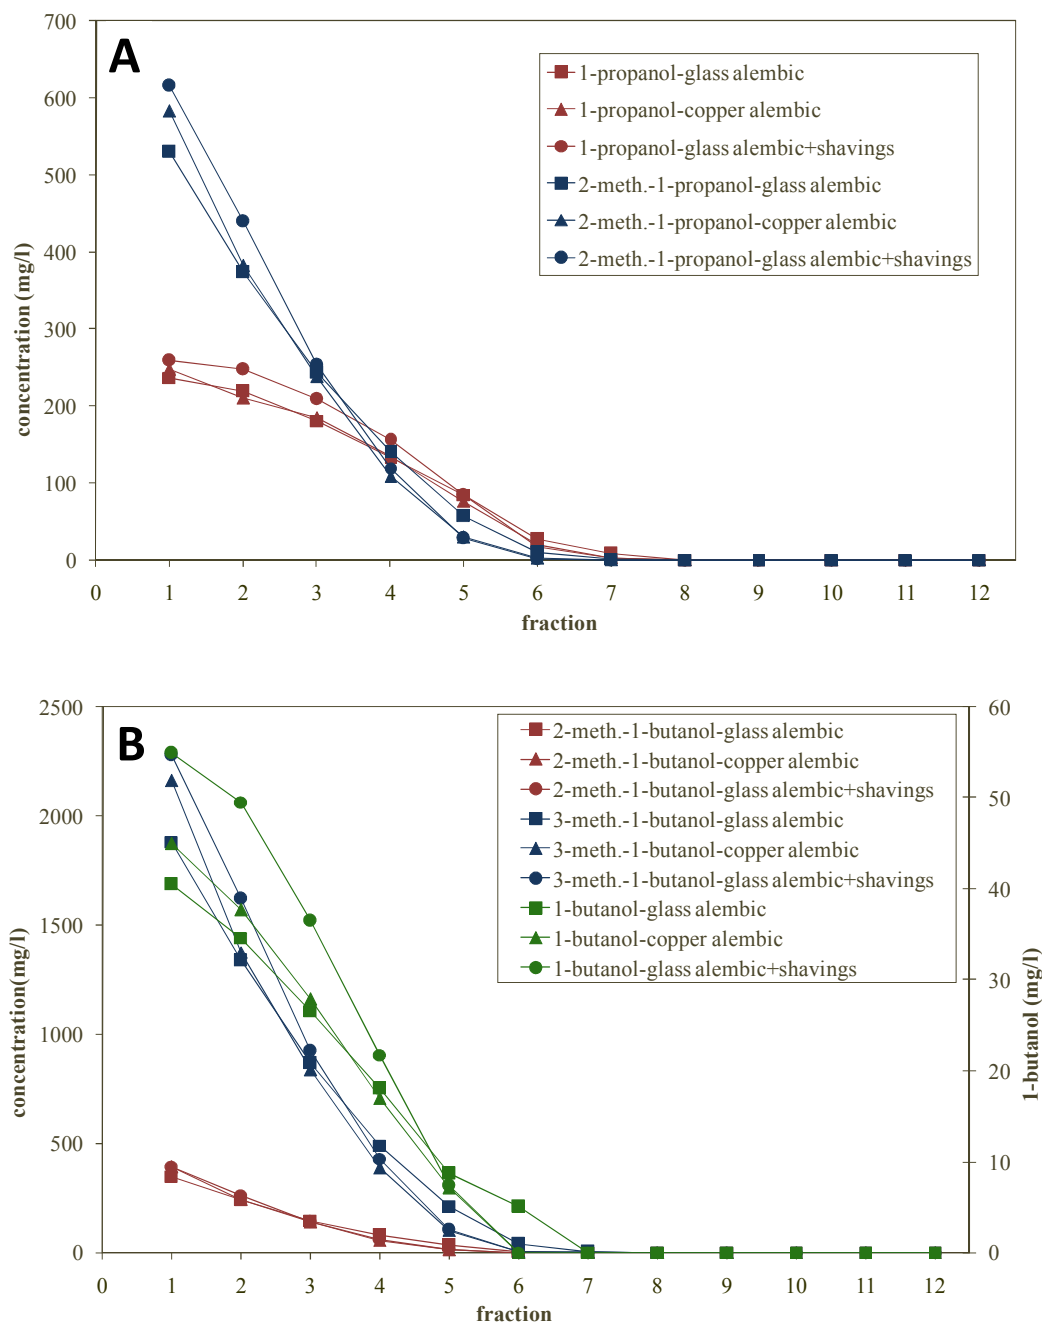 700
A
600
500
400
300
200
100
0
concentration (mg/l)
1-propanol-glass alembic
1-propanol-copper alembic
1-propanol-glass alembic+shavings
2-meth.-1-propanol-glass alembic
2-meth.-1-propanol-copper alembic
2-meth.-1-propanol-glass alembic+shavings
0 1 2 3 4 5 6 7 8 9 10 11 12
fraction
2500
B
2000
1500
1000
500
0
concentration(mg/l)
2-meth.-1-butanol-glass alembic
2-meth.-1-butanol-copper alembic
2-meth.-1-butanol-glass alembic+shavings
3-meth.-1-butanol-glass alembic
3-meth.-1-butanol-copper alembic
3-meth.-1-butanol-glass alembic+shavings
1-butanol-glass alembic
1-butanol-copper alembic
1-butanol-glass alembic+shavings
60
50
40
30
20
10
0
1-butanol (mg/l)
0 1 2 3 4 5 6 7 8 9 10 11 12
fraction